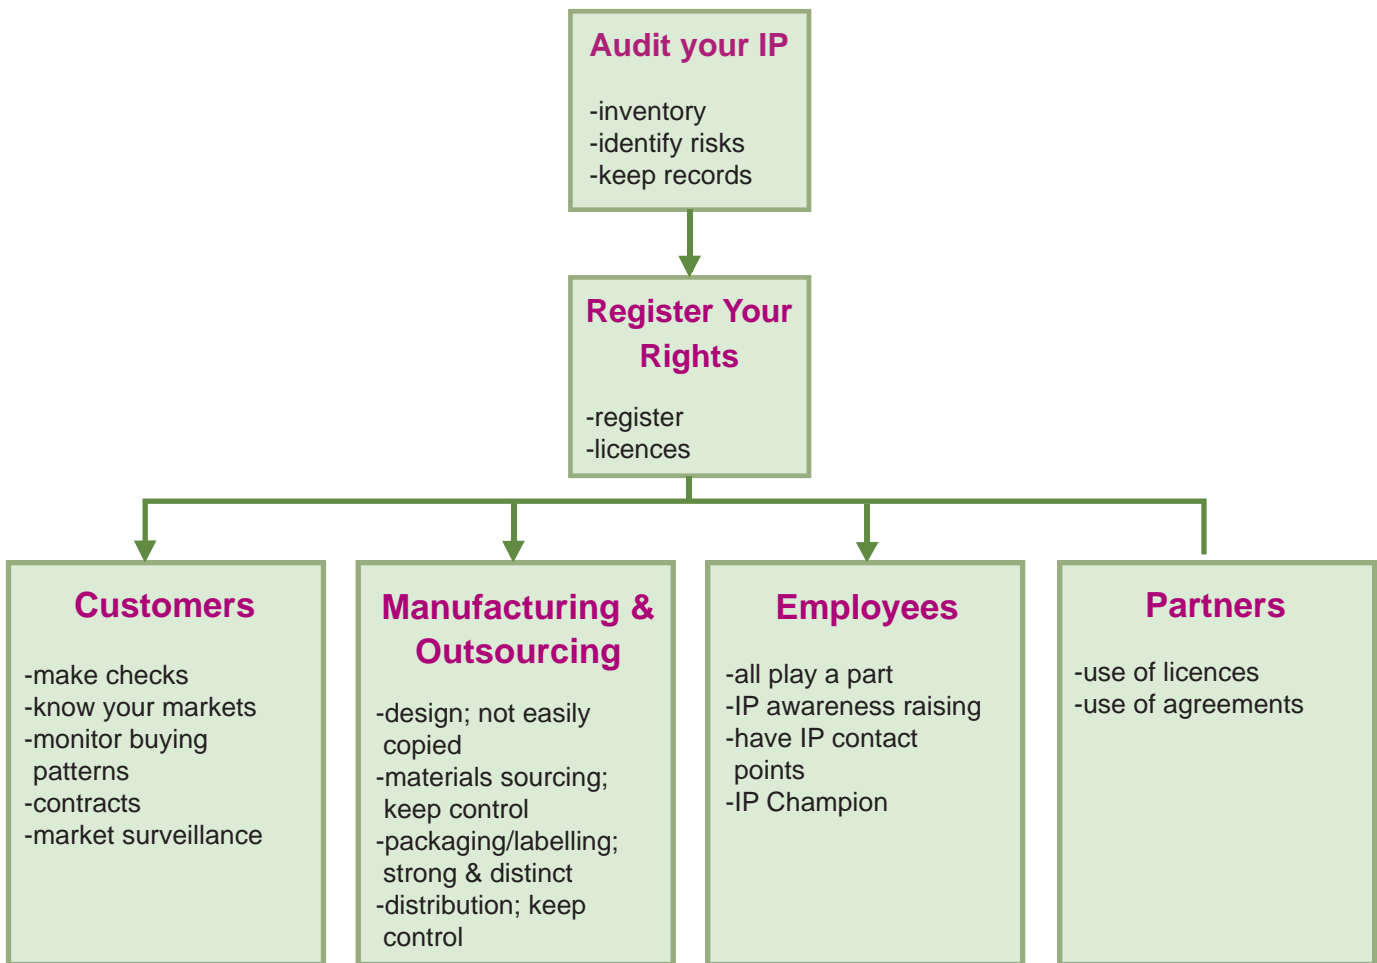 Audit your IP
-inventory
-identify risks
-keep records
Register Your
Rights
-register
-licences
Customers
-make checks
-know your markets
-monitor buying
patterns
-contracts
-market surveillance
Manufacturing &
Outsourcing
-design; not easily
copied
-materials sourcing;
keep control
-packaging/labelling;
strong & distinct
-distribution; keep
control
Employees
-all play a part
-IP awareness raising
-have IP contact
points
-IP Champion
Partners
-use of licences
-use of agreements